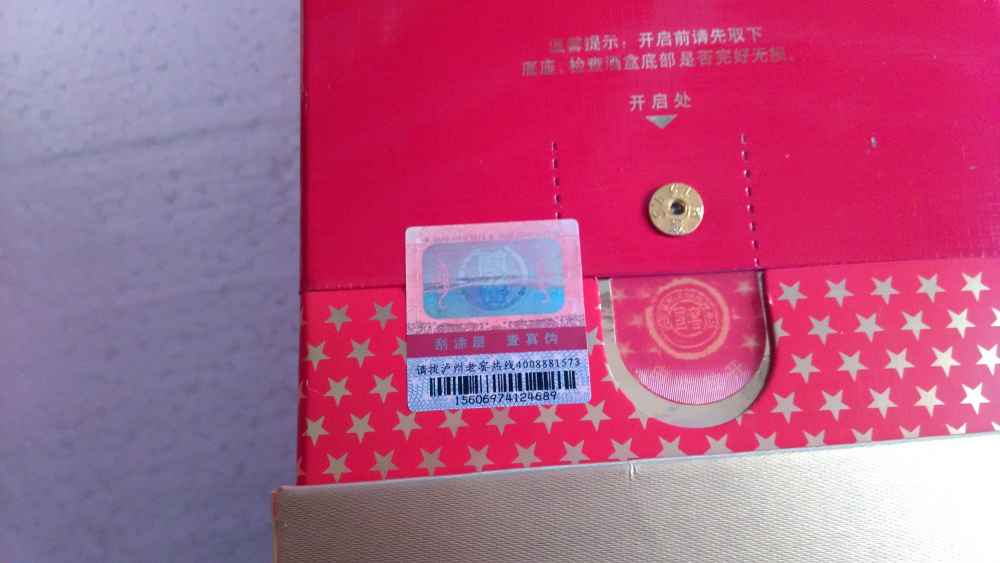 温馨提示：开启前请先取下
底座、检查酒盒底部是否完好无损。
开启处
刮涂层 查真伪
请拨泸州老窖热线4008881573
15606974124689